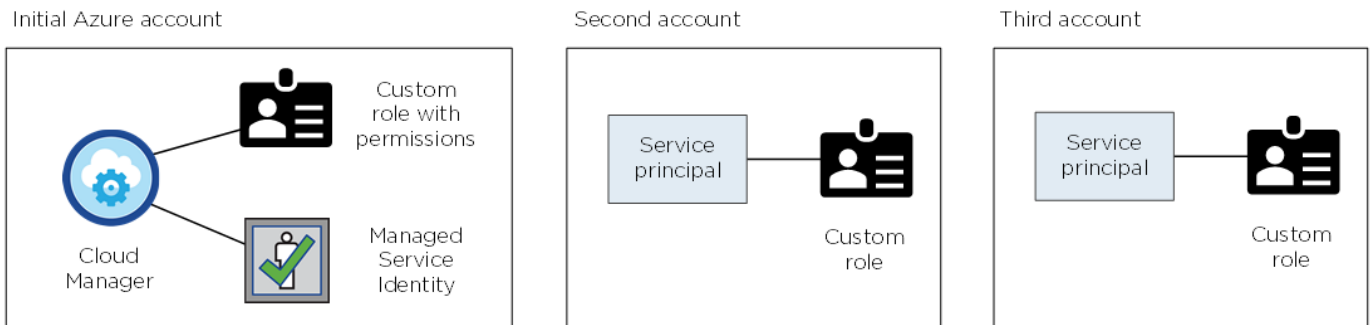 Initial Azure account
Custom
role with
permissions
Cloud
Manager
Managed
Service
Identity
Second account
Service
principal
Custom
role
Third account
Service
principal
Custom
role